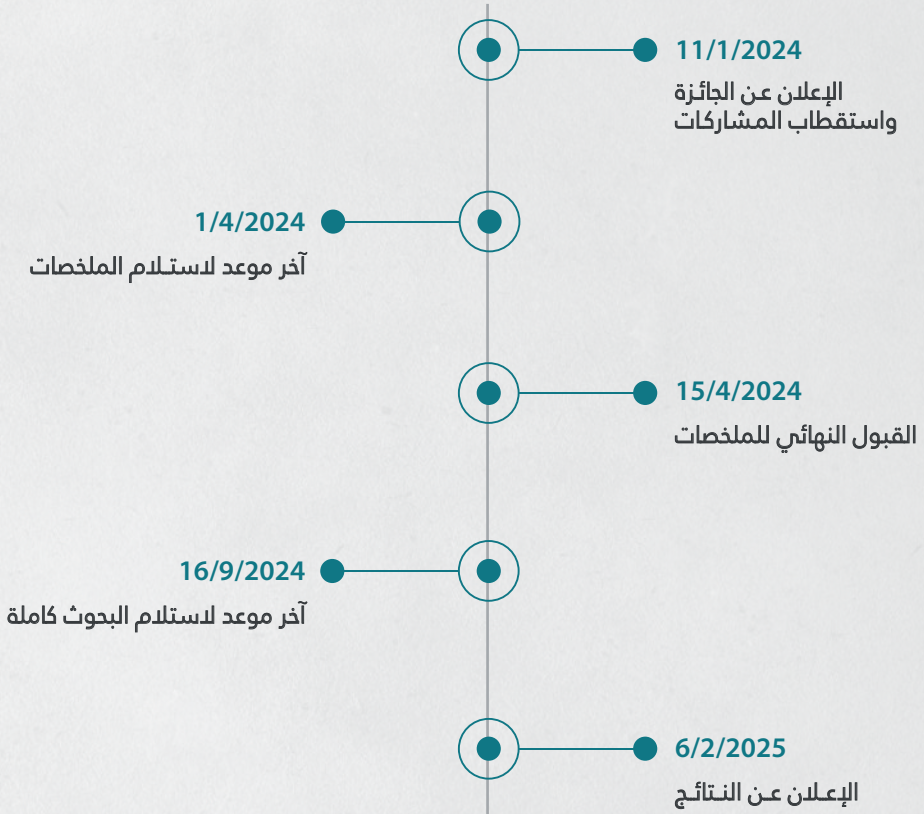 11/1/2024
الإعلان عن الجائزة
واستقطاب المشاركات
1/4/2024
آخر موعد لاستلام الملخصات
15/4/2024
القبول النهائي للملخصات
16/9/2024
آخر موعد لاستلام البحوث كاملة
6/2/2025
الإعلان عن النتائج